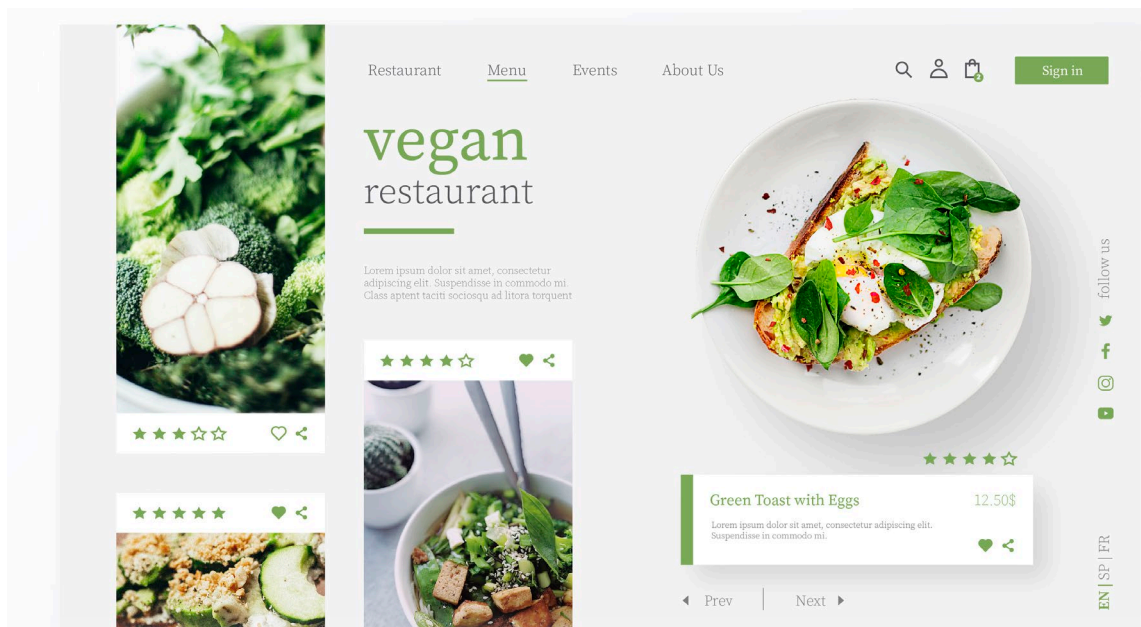 Restaurant
Menu
Events
About Us
2
Sign in
vegan
restaurant
Lorem ipsum dolor sit amet, consectetur
adipiscing elit. Suspendisse in commodo mi.
Class aptent taciti sociosqu ad litora torquent
follow us
Green Toast with Eggs
12.50$
Lorem ipsum dolor sit amet, consectetur adipiscing elit.
Suspendisse in commodo mi.
Prev
Next
EN | SP | FR